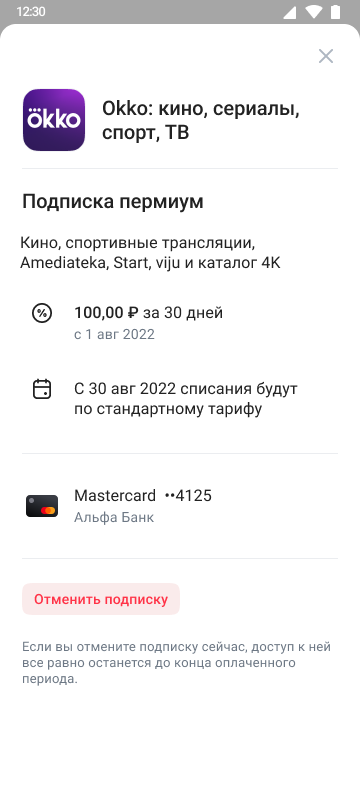 12:30
ökko
Okko: кино, сериалы,
спорт, ТВ
Подписка пермиум
Кино, спортивные трансляции,
Amediateka, Start, viju и каталог 4K
100,00 ₽ за 30 дней
с 1 авг 2022
С 30 авг 2022 списания будут
по стандартному тарифу
Mastercard ••4125
Альфа Банк
Отменить подписку
Если вы отмените подписку сейчас, доступ к ней
все равно останется до конца оплаченного
периода.